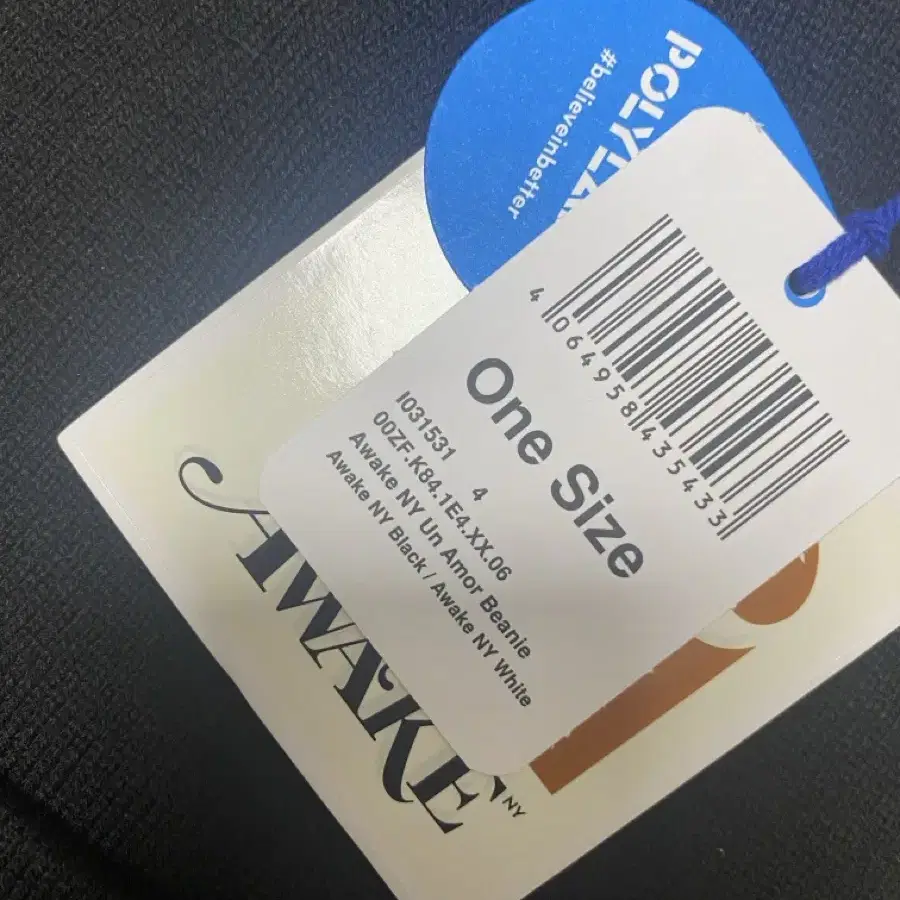 #believeinbetter
4 064958 435433
One Size
I031531 4
00ZF.K84.1E4.XX.06
Awake NY Un Amor Beanie
Awake NY Black / Awake NY White
AWAKE NY